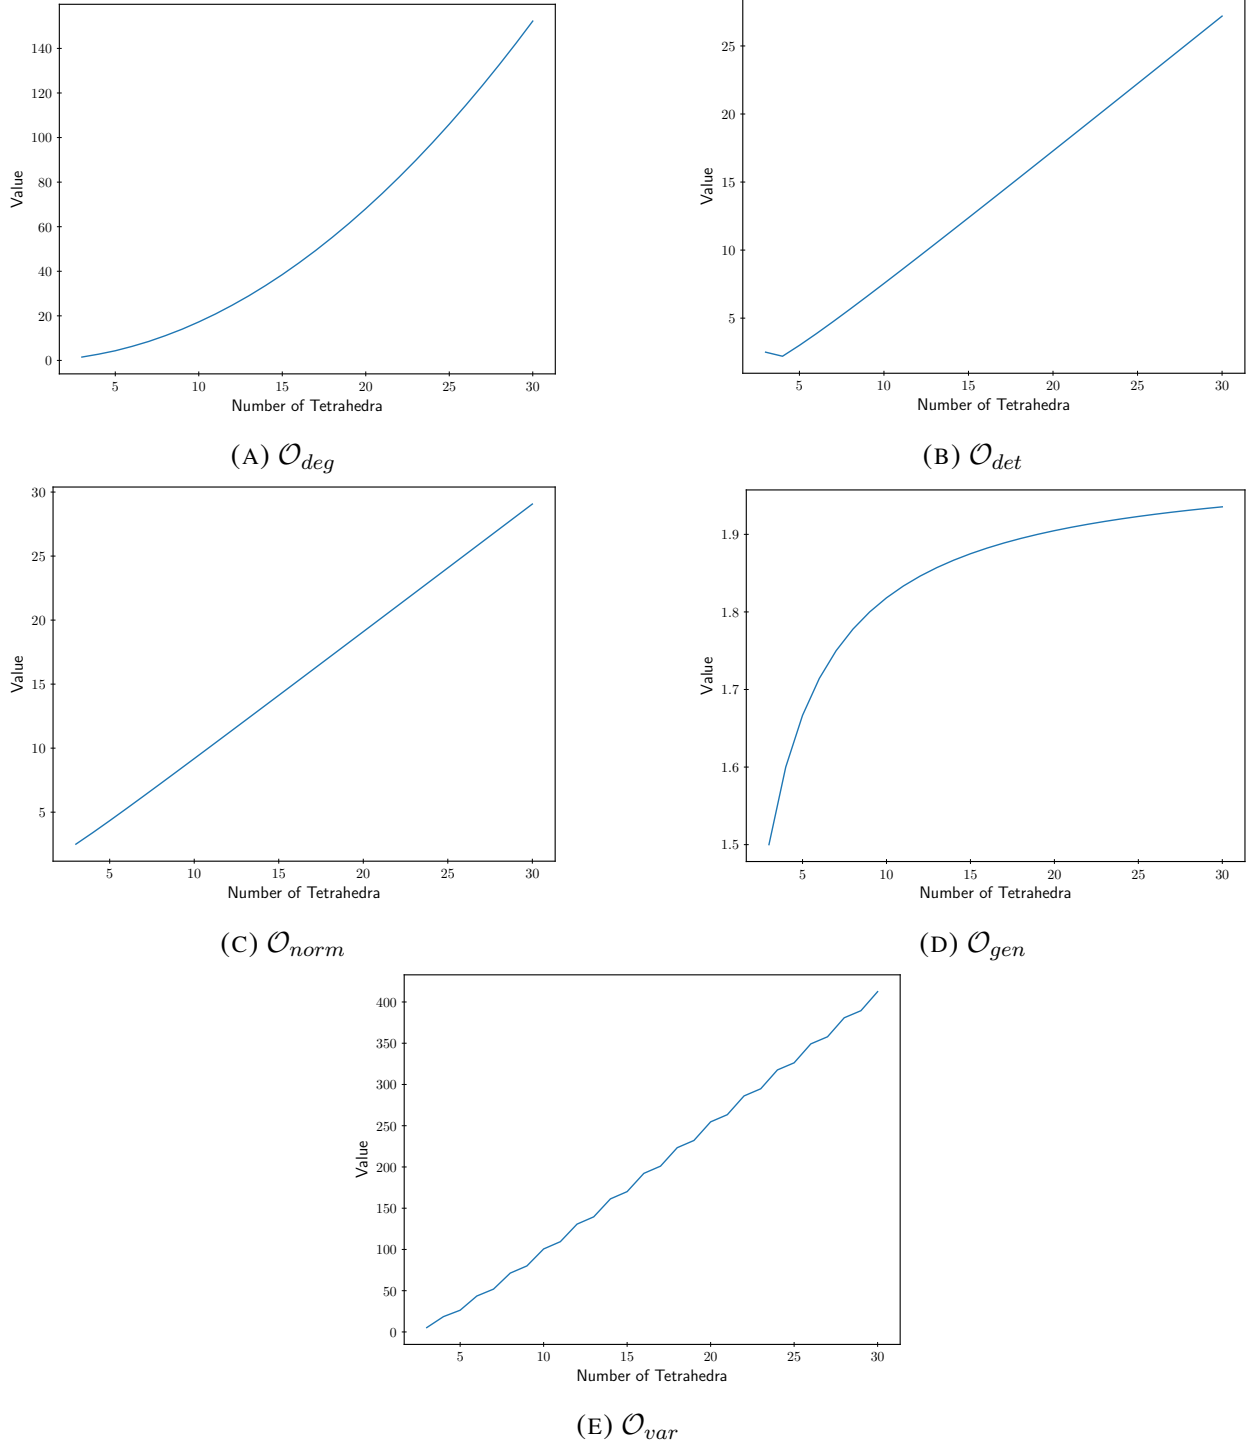 140
120
100
80
60
40
20
0
Value
5 10 15 20 25 30
Number of Tetrahedra
(A) 𝒪deg
25
20
15
10
5
Value
5 10 15 20 25 30
Number of Tetrahedra
(B) 𝒪det
30
25
20
15
10
5
Value
5 10 15 20 25 30
Number of Tetrahedra
(C) 𝒪norm
1.9
1.8
1.7
1.6
1.5
Value
5 10 15 20 25 30
Number of Tetrahedra
(D) 𝒪gen
400
350
300
250
200
150
100
50
0
Value
5 10 15 20 25 30
Number of Tetrahedra
(E) 𝒪var